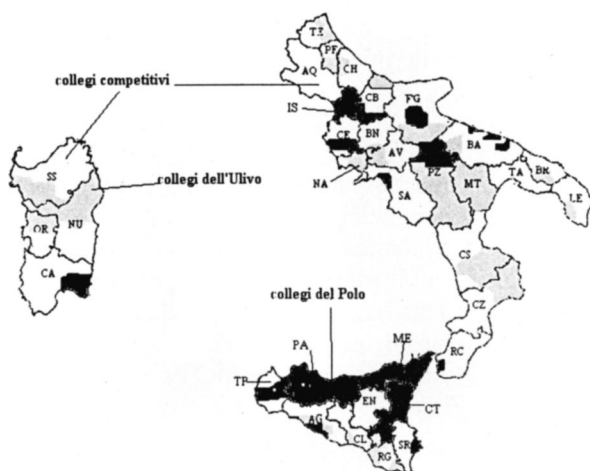 TE
PE
AQ
CH
collegi competitivi
IS
CB
FG
CE
BN
BA
SS
AV
collegi dell'Ulivo
NA
PZ
MT
TA
BR
SA
LE
OR
NU
CS
CA
CZ
collegi del Polo
RC
PA
ME
TP
EN
CT
AG
CL
SR
RG